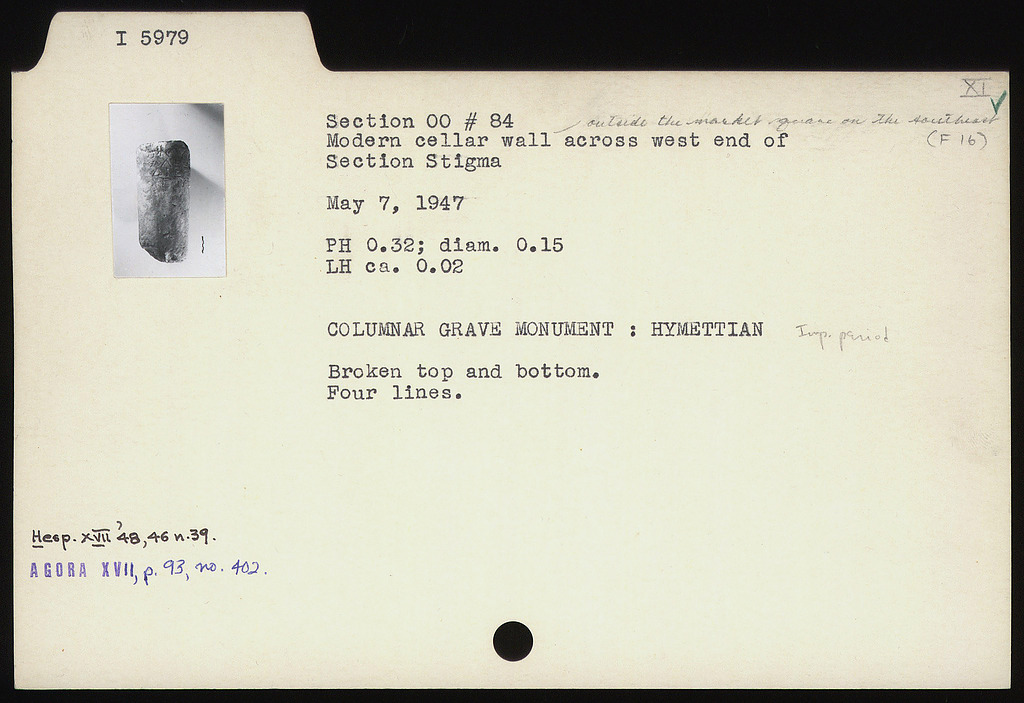 I 5979
XI
Section OO # 84 outside the market square on the southeast
Modern cellar wall across west end of (F 16)
Section Stigma
May 7, 1947
PH 0.32; diam. 0.15
LH ca. 0.02
COLUMNAR GRAVE MONUMENT : HYMETTIAN Imp. period
Broken top and bottom.
Four lines.
Hesp. XVII '48, 46 n.39.
AGORA XVII, p. 93, no. 402.